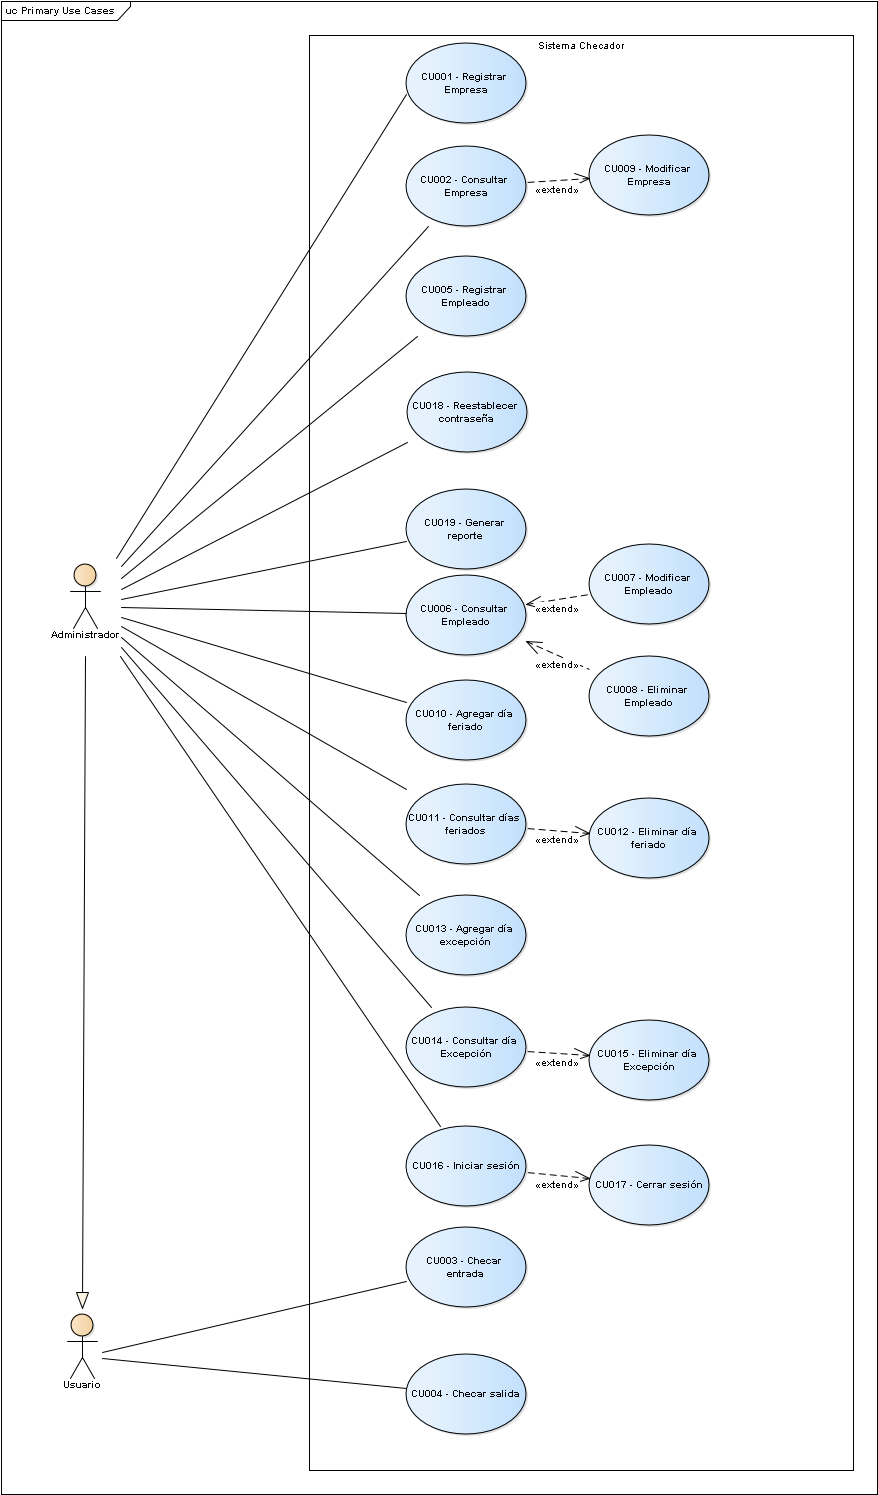 uc Primary Use Cases
Sistema Checador
CU001 - Registrar
Empresa
CU002 - Consultar
Empresa
«extend»
CU009 - Modificar
Empresa
CU005 - Registrar
Empleado
CU018 - Reestablecer
contraseña
CU019 - Generar
reporte
CU006 - Consultar
Empleado
«extend»
CU007 - Modificar
Empleado
«extend»
CU008 - Eliminar
Empleado
Administrador
CU010 - Agregar día
feriado
CU011 - Consultar días
feriados
«extend»
CU012 - Eliminar día
feriado
CU013 - Agregar día
excepción
CU014 - Consultar día
Excepción
«extend»
CU015 - Eliminar día
Excepción
CU016 - Iniciar sesión
«extend»
CU017 - Cerrar sesión
CU003 - Checar
entrada
Usuario
CU004 - Checar salida